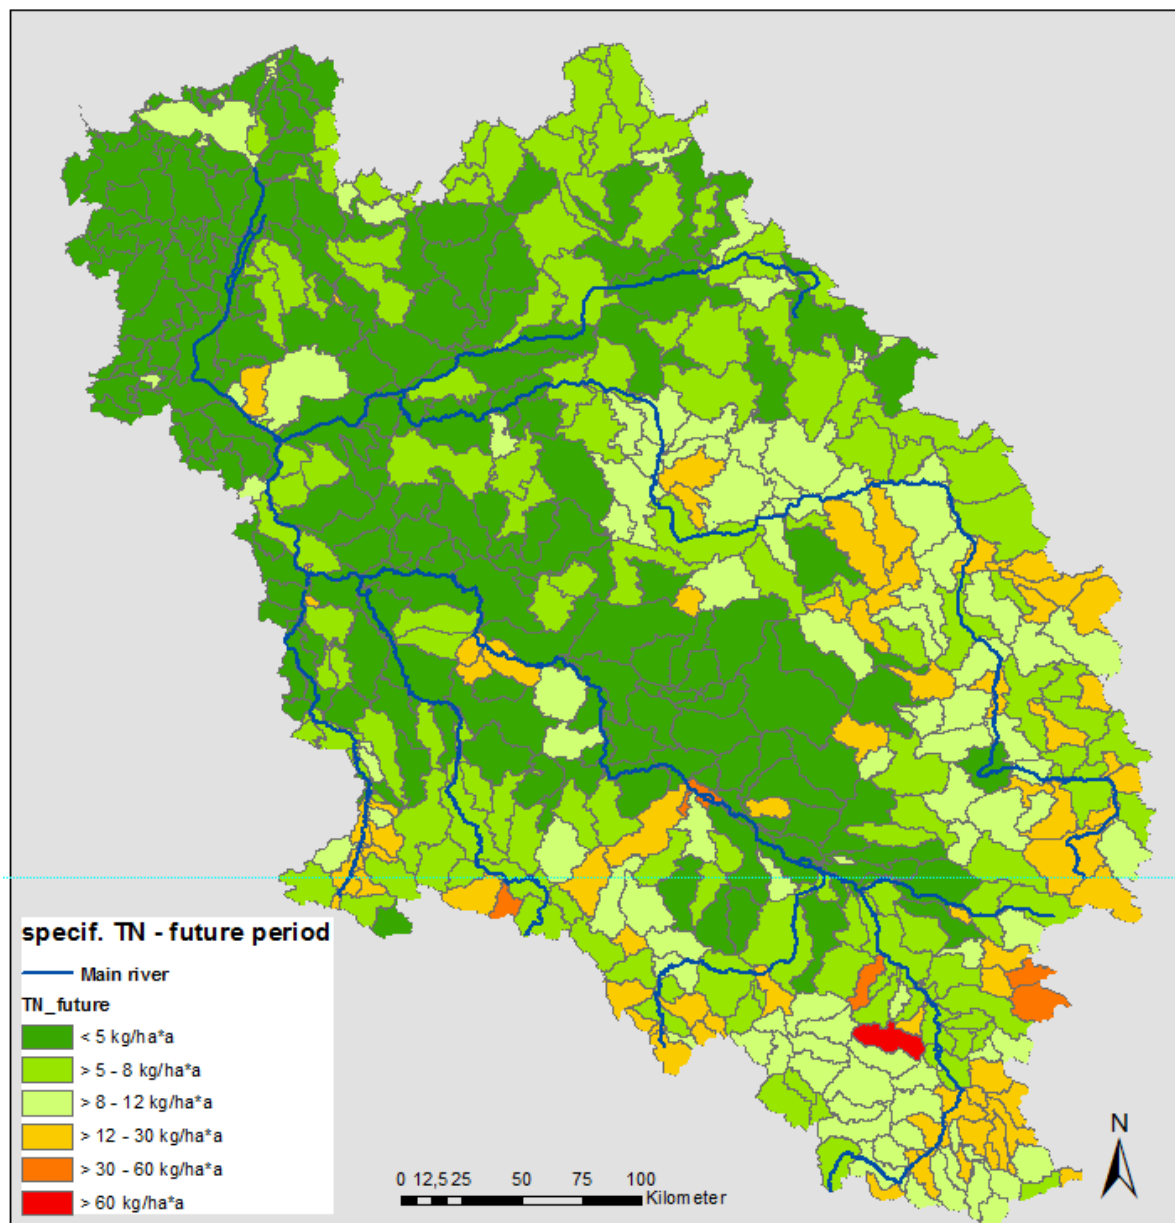 specif. TN - future period
Main river
TN_future
< 5 kg/ha*a
> 5 - 8 kg/ha*a
> 8 - 12 kg/ha*a
> 12 - 30 kg/ha*a
> 30 - 60 kg/ha*a
> 60 kg/ha*a
0 12,5 25 50 75 100
Kilometer
N